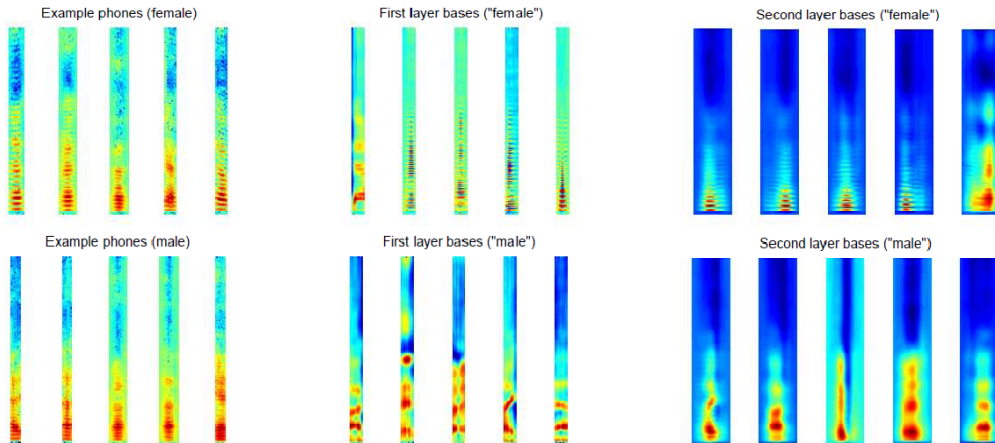 Example phones (female)
First layer bases ("female")
Second layer bases ("female")
Example phones (male)
First layer bases ("male")
Second layer bases ("male")